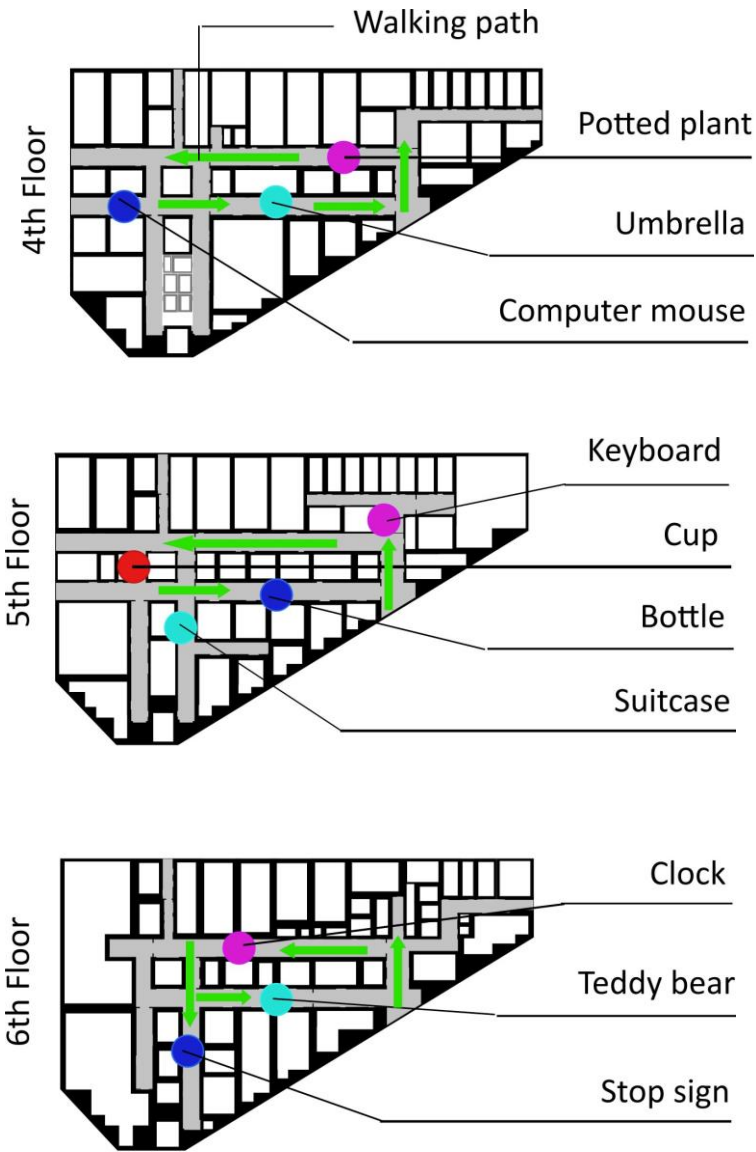 Walking path
4th Floor
Potted plant
Umbrella
Computer mouse
5th Floor
Keyboard
Cup
Bottle
Suitcase
6th Floor
Clock
Teddy bear
Stop sign